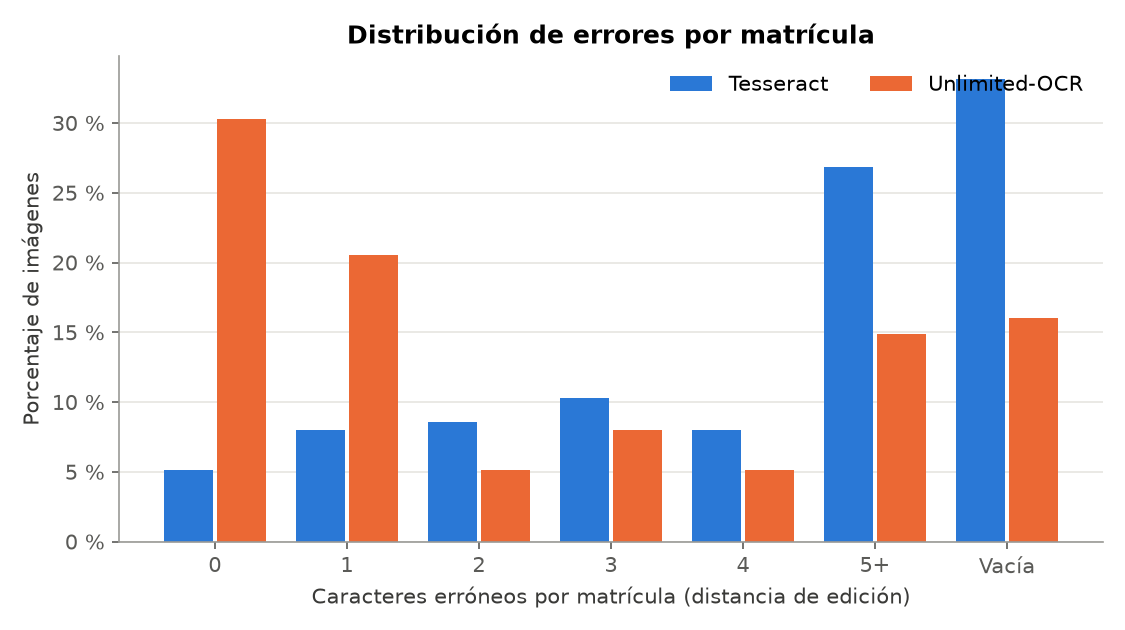 Distribución de errores por matrícula
Tesseract
Unlimited-OCR
Porcentaje de imágenes
30 %
25 %
20 %
15 %
10 %
5 %
0 %
0
1
2
3
4
5+
Vacía
Caracteres erróneos por matrícula (distancia de edición)